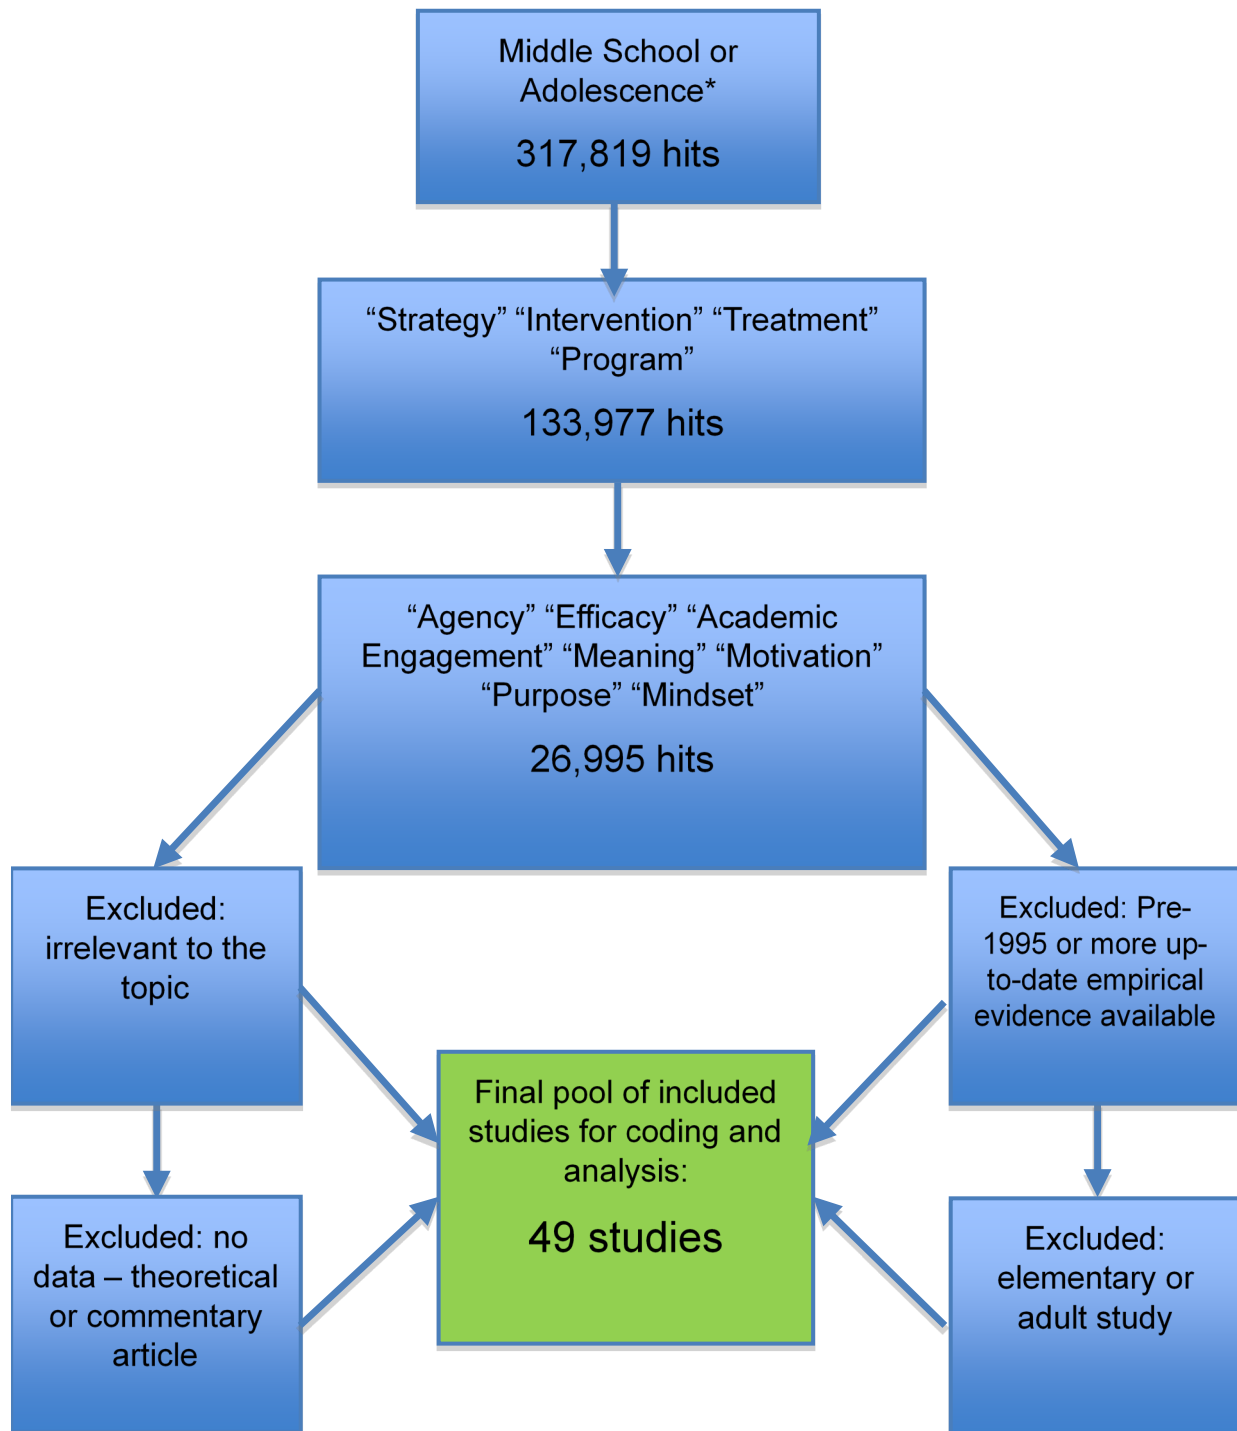 Middle School or
Adolescence*
317,819 hits
“Strategy” “Intervention” “Treatment”
“Program”
133,977 hits
“Agency” “Efficacy” “Academic
Engagement” “Meaning” “Motivation”
“Purpose” “Mindset”
26,995 hits
Excluded:
irrelevant to the
topic
Excluded: Pre-
1995 or more up-
to-date empirical
evidence available
Final pool of included
studies for coding and
analysis:
49 studies
Excluded: no
data – theoretical
or commentary
article
Excluded:
elementary or
adult study